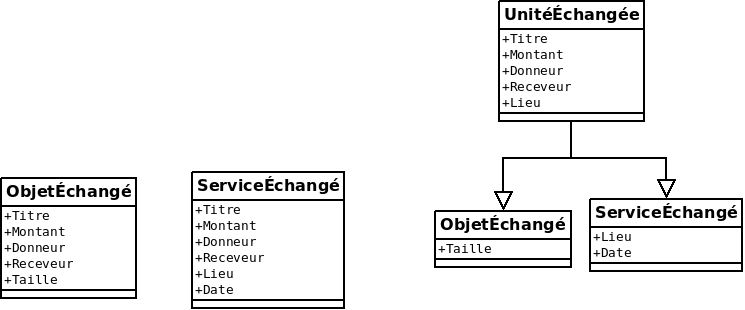 UnitéÉchangée
+Titre
+Montant
+Donneur
+Receveur
+Lieu
ObjetÉchangé
+Titre
+Montant
+Donneur
+Receveur
+Taille
ServiceÉchangé
+Titre
+Montant
+Donneur
+Receveur
+Lieu
+Date
ObjetÉchangé
+Taille
ServiceÉchangé
+Lieu
+Date